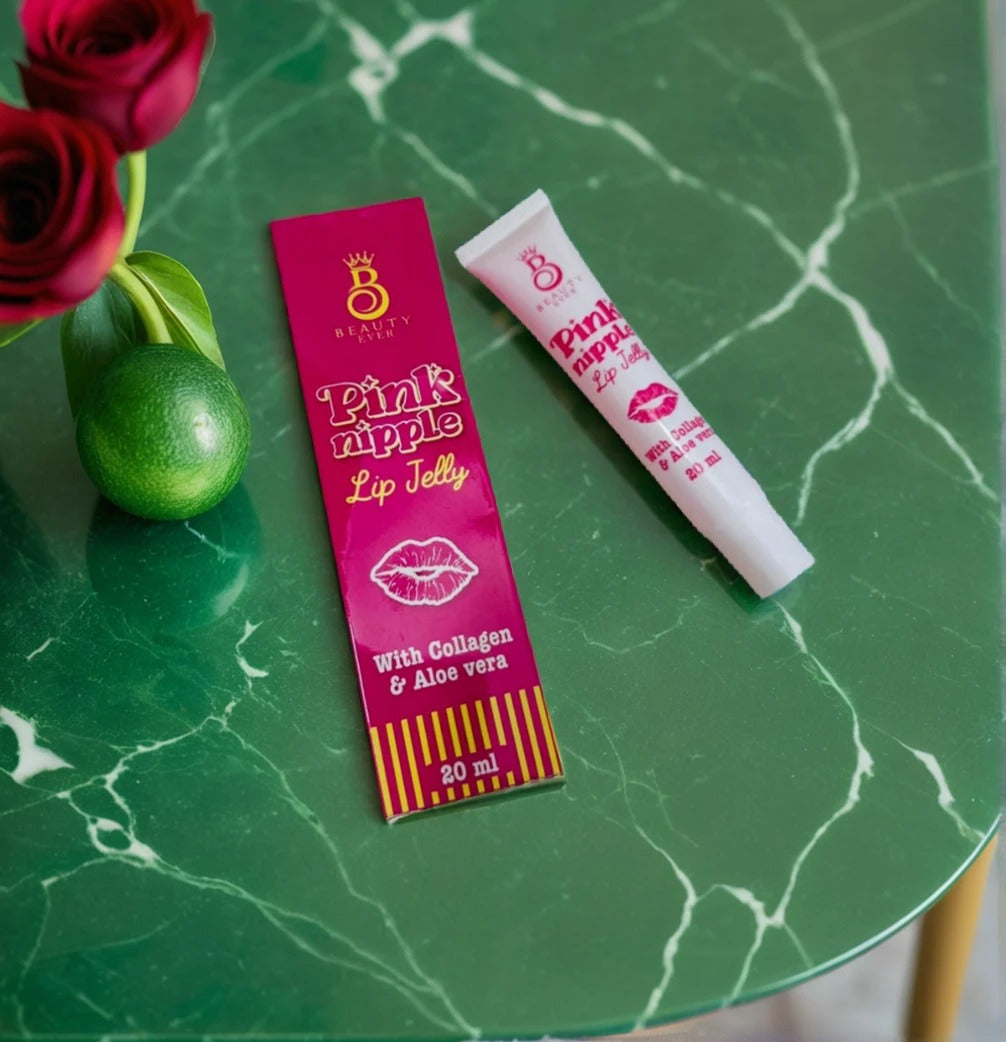 B
BEAUTY
EVER
Pink
nipple
Lip Jelly
With Collagen
& Aloe vera
20 ml
B
BEAUTY
EVER
Pink
nipple
Lip Jelly
With Collagen
& Aloe vera
20 ml